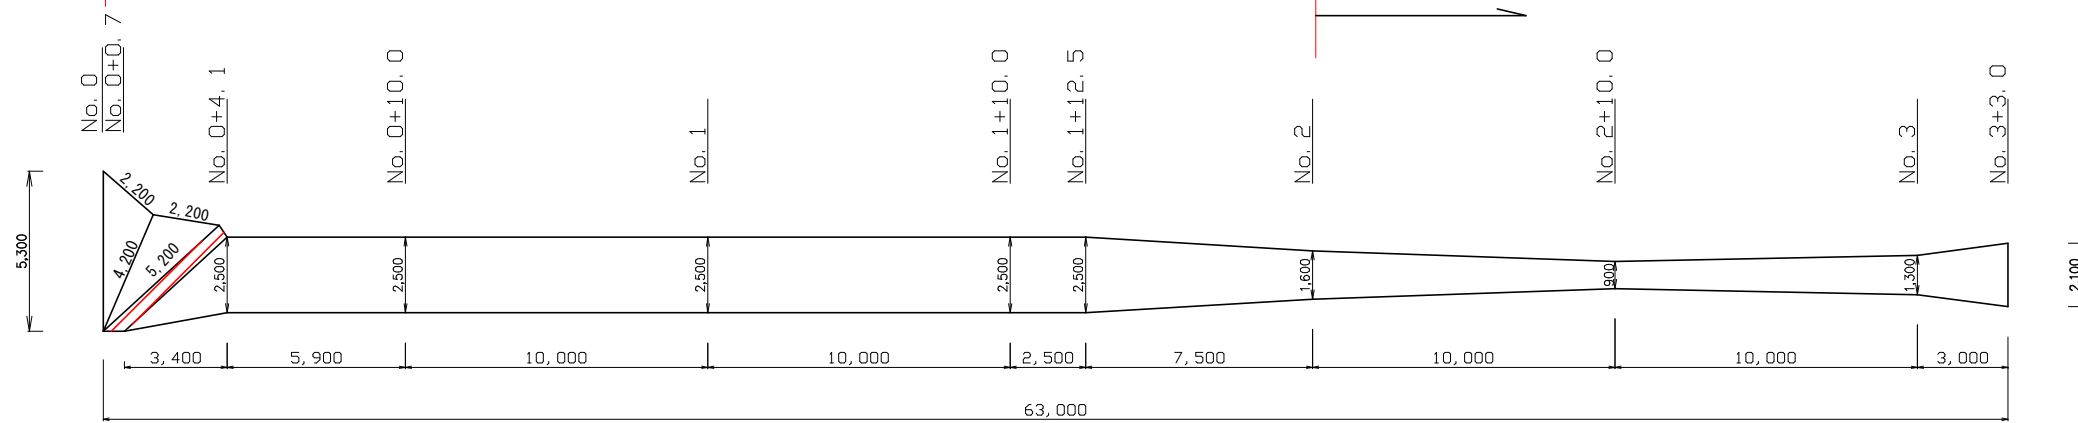 No. 0
No. 0+0. 7
No. 0+4. 1
No. 0+10. 0
No. 1
No. 1+10. 0
No. 1+12. 5
No. 2
No. 2+10. 0
No. 3
No. 3+3. 0
5,300
2,200
2,200
4,200
5,200
2,500
2,500
2,500
2,500
2,500
1,600
900
1,300
2,100
3,400
5,900
10,000
10,000
2,500
7,500
10,000
10,000
3,000
63,000